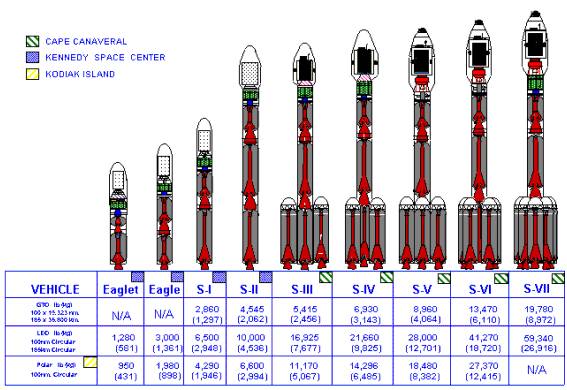 CAPE CANAVERAL
KENNEDY SPACE CENTER
KODIAK ISLAND
VEHICLE Eaglet Eagle S-I S-II S-III S-IV S-V S-VI S-VII
GTO lb (kg) N/A N/A 2,860 4,545 5,415 6,930 8,960 13,470 19,780
100 x 19,323 nm. (1,297) (2,062) (2,456) (3,143) (4,064) (6,110) (8,972)
185 x 35,800 km.
LEO lb (kg) 1,280 3,000 6,500 10,000 16,925 21,660 28,000 41,270 59,340
100nm Circular (581) (1,361) (2,948) (4,536) (7,677) (9,825) (12,701) (18,720) (26,916)
185km Circular
Polar lb (kg) 950 1,980 4,290 6,600 11,170 14,296 18,480 27,370 N/A
100nm. Circular (431) (898) (1,946) (2,994) (5,067) (6,485) (8,382) (12,415)